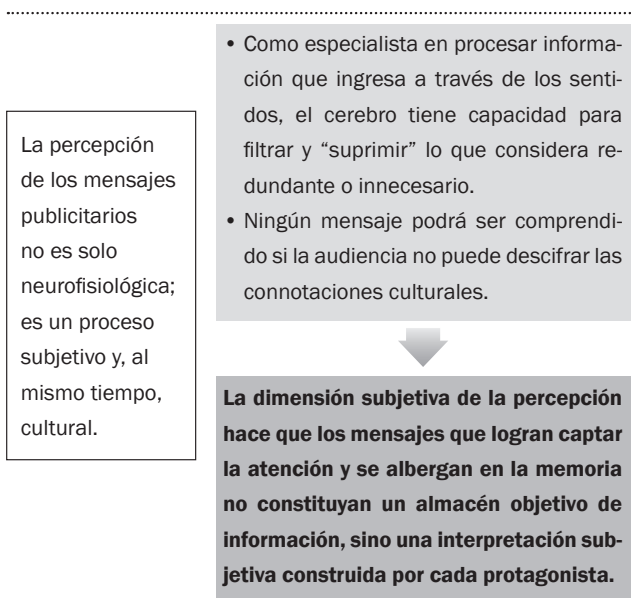 La percepción
de los mensajes
publicitarios
no es solo
neurofisiológica;
es un proceso
subjetivo y, al
mismo tiempo,
cultural.
• Como especialista en procesar informa-
ción que ingresa a través de los senti-
dos, el cerebro tiene capacidad para
filtrar y “suprimir” lo que considera re-
dundante o innecesario.
• Ningún mensaje podrá ser comprendi-
do si la audiencia no puede descifrar las
connotaciones culturales.
La dimensión subjetiva de la percepción
hace que los mensajes que logran captar
la atención y se albergan en la memoria
no constituyan un almacén objetivo de
información, sino una interpretación sub-
jetiva construida por cada protagonista.